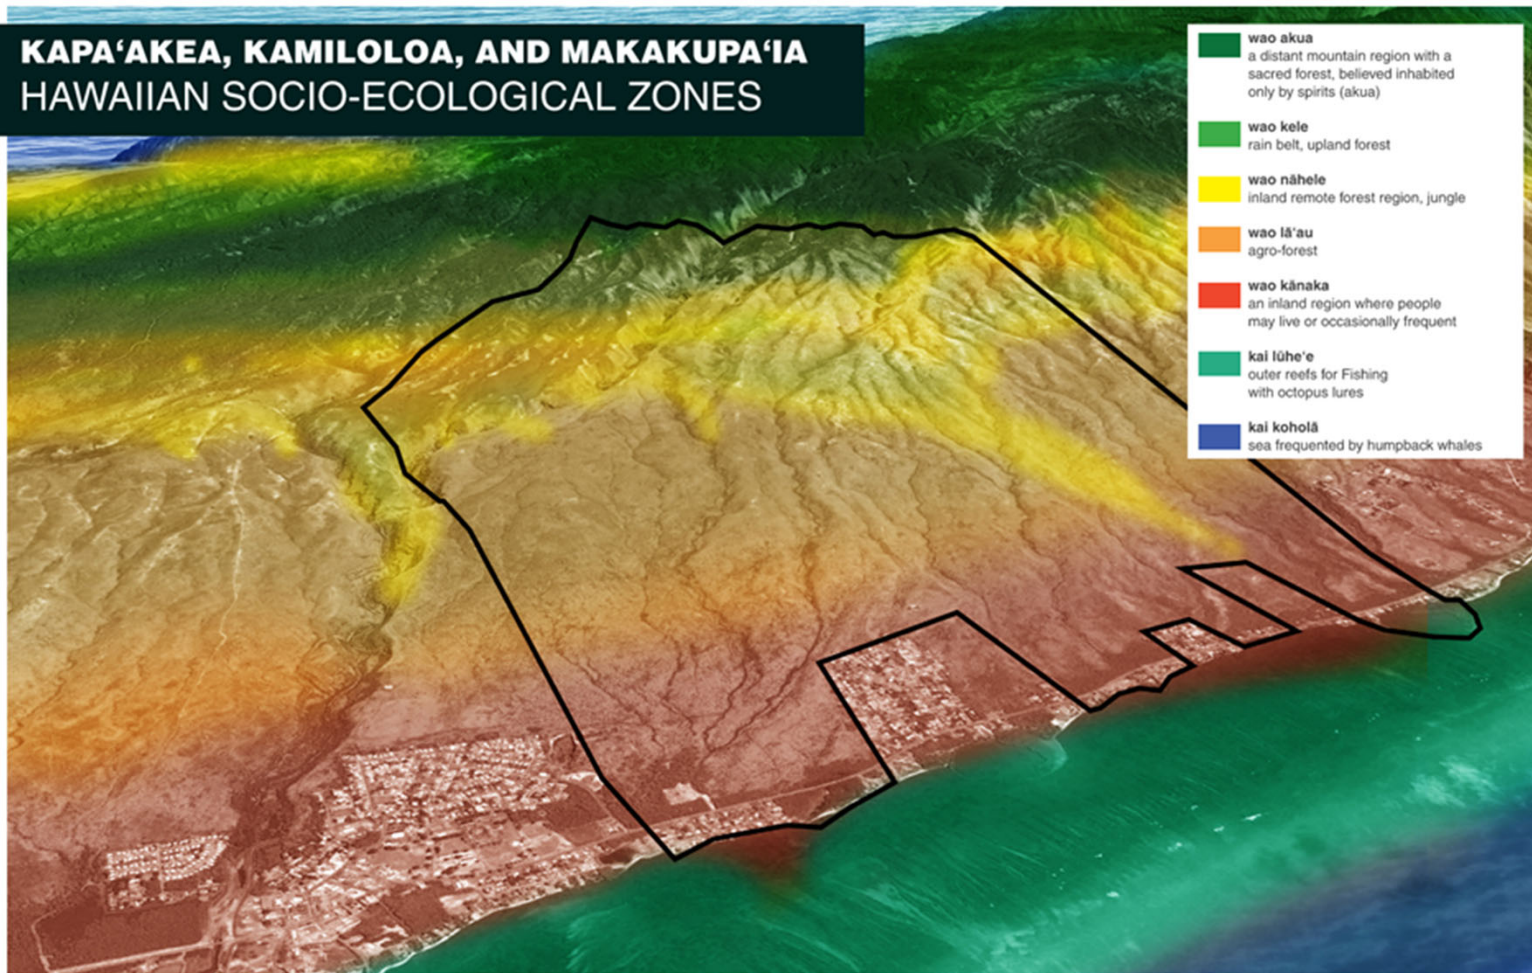 KAPAʻAKEA, KAMILOLOA, AND MAKAKUPAʻIA
HAWAIIAN SOCIO-ECOLOGICAL ZONES
wao akua
a distant mountain region with a
sacred forest, believed inhabited
only by spirits (akua)
wao kele
rain belt, upland forest
wao nāhele
inland remote forest region, jungle
wao lāʻau
agro-forest
wao kānaka
an inland region where people
may live or occasionally frequent
kai lūheʻe
outer reefs for Fishing
with octopus lures
kai koholā
sea frequented by humpback whales